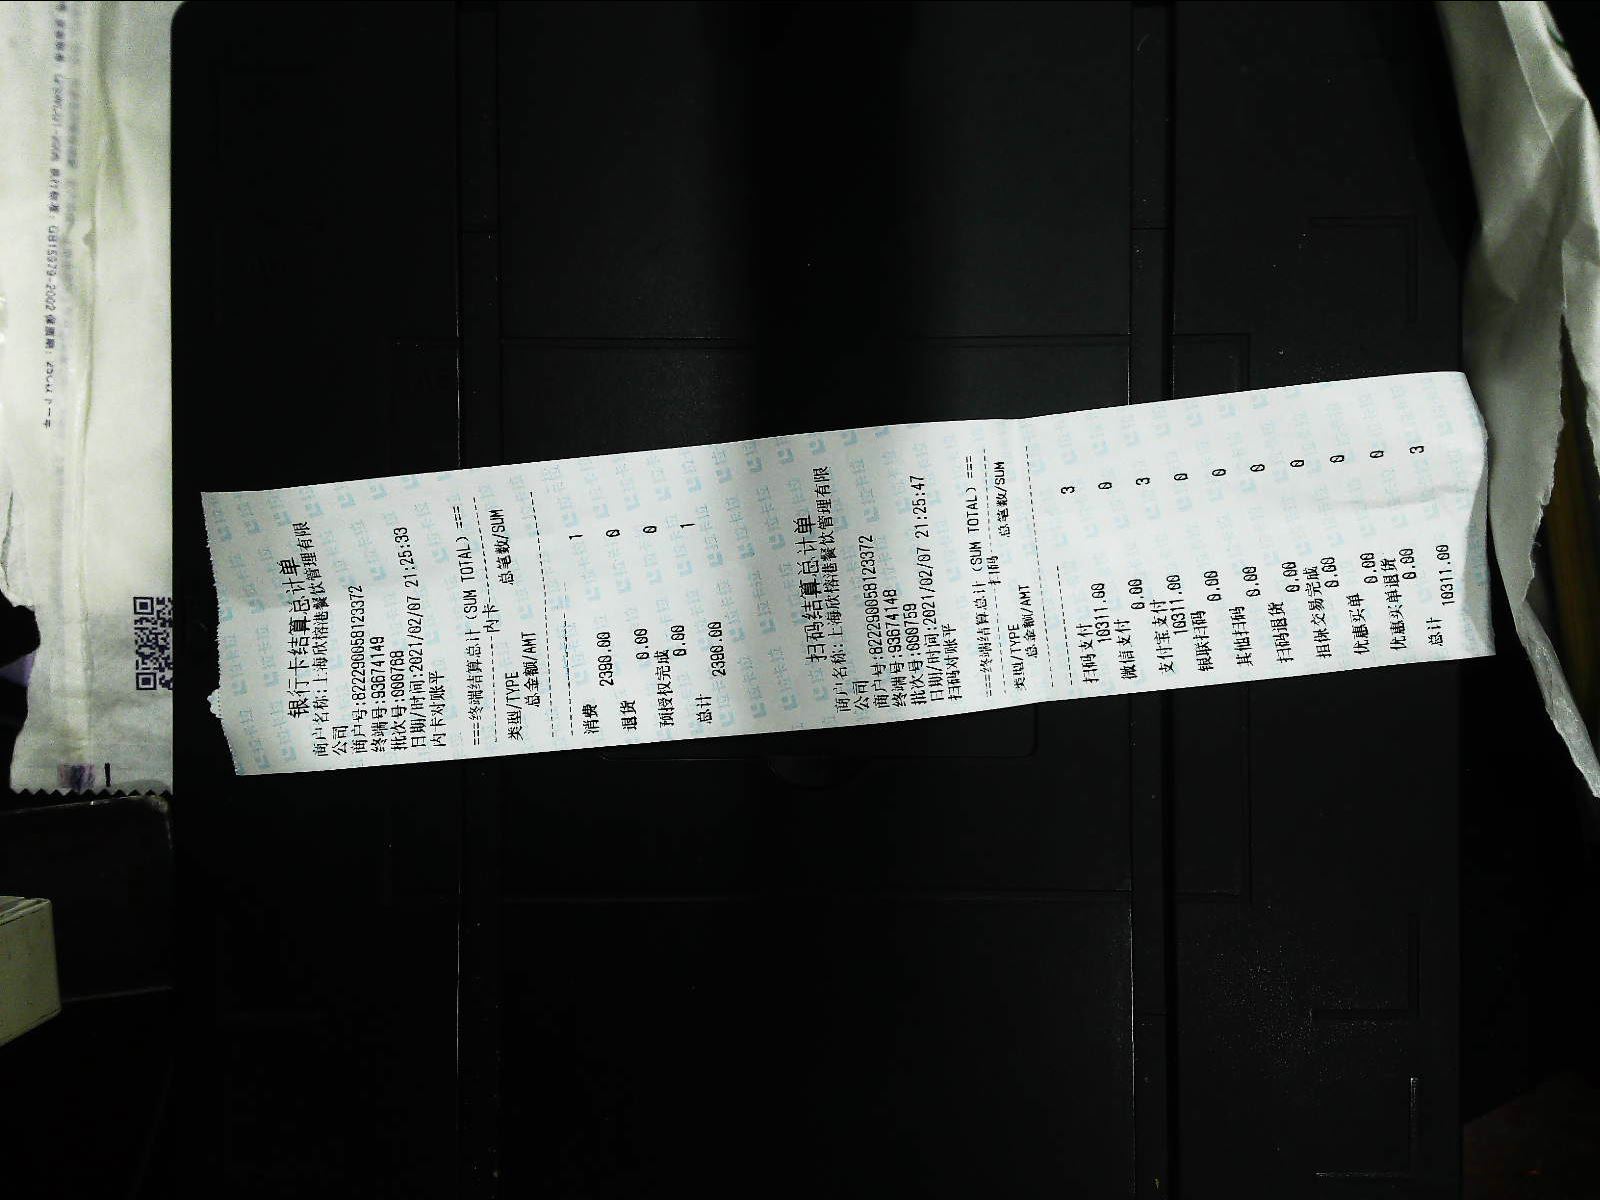 银行卡结算总计单
商户名称:上海欣榕港餐饮管理有限
公司
商户号:822290058123372
终端号:93674149
批次号:000768
日期/时间:2021/02/07 21:25:33
内卡对账平
===终端结算总计(SUM TOTAL)===
内卡
类型/TYPE 总笔数/SUM
总金额/AMT
消费 1
2390.00
退货 0
0.00
预授权完成 0
0.00
总计 1
2390.00
扫码结算总计单
商户名称:上海欣榕港餐饮管理有限
公司
商户号:822290058123372
终端号:93674148
批次号:000759
日期/时间:2021/02/07 21:25:47
扫码对账平
===终端结算总计(SUM TOTAL)===
扫码
类型/TYPE 总笔数/SUM
总金额/AMT
扫码支付 3
10311.00
微信支付 0
0.00
支付宝支付 3
10311.00
银联扫码 0
0.00
其他扫码 0
0.00
扫码退货 0
0.00
担保交易完成 0
0.00
优惠买单 0
0.00
优惠买单退货 0
0.00
总计 3
10311.00
GB15979-2002